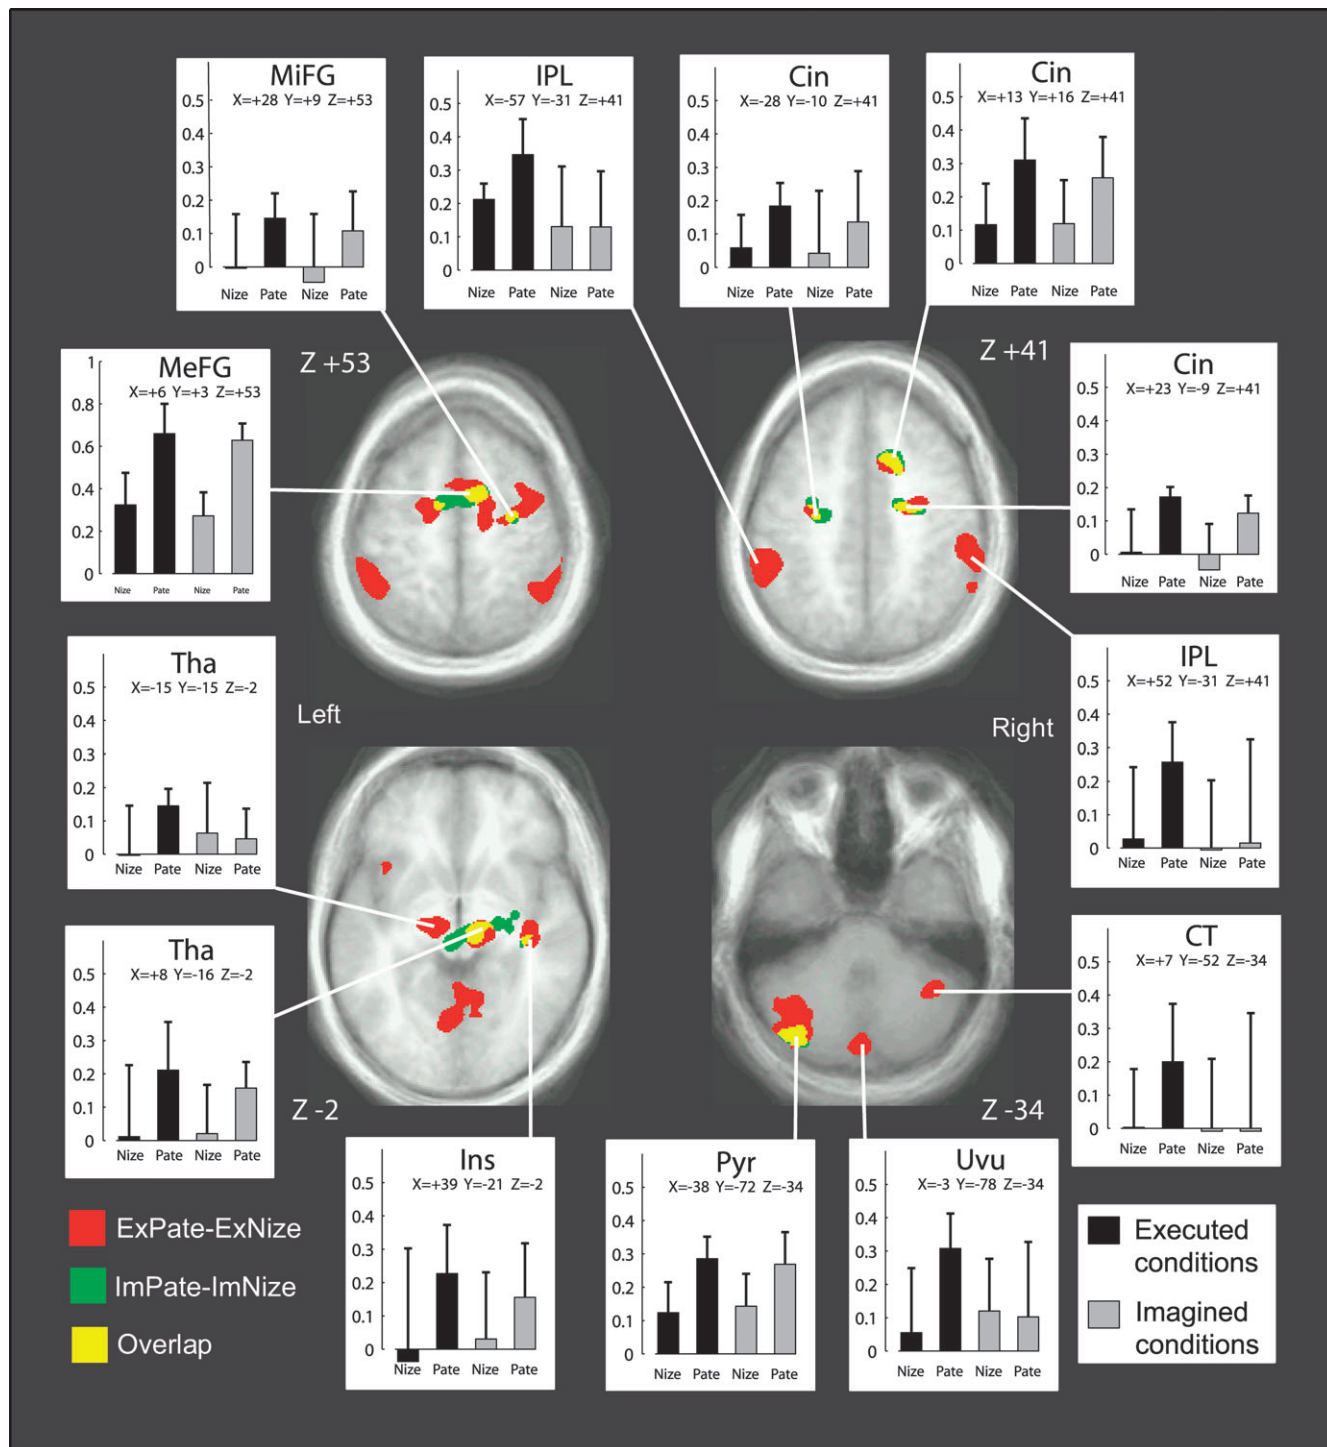 MiFG
X=+28 Y=+9 Z=+53
0.5
0.4
0.3
0.2
0.1
0
Nize Pate Nize Pate
IPL
X=-57 Y=-31 Z=+41
0.5
0.4
0.3
0.2
0.1
0
Nize Pate Nize Pate
Cin
X=-28 Y=-10 Z=+41
0.5
0.4
0.3
0.2
0.1
0
Nize Pate Nize Pate
Cin
X=+13 Y=+16 Z=+41
0.5
0.4
0.3
0.2
0.1
0
Nize Pate Nize Pate
MeFG
X=+6 Y=+3 Z=+53
1
0.8
0.6
0.4
0.2
0
Nize Pate Nize Pate
Z +53
Z +41
Cin
X=+23 Y=-9 Z=+41
0.5
0.4
0.3
0.2
0.1
0
Nize Pate Nize Pate
Tha
X=-15 Y=-15 Z=-2
0.5
0.4
0.3
0.2
0.1
0
Nize Pate Nize Pate
Left
Right
IPL
X=+52 Y=-31 Z=+41
0.5
0.4
0.3
0.2
0.1
0
Nize Pate Nize Pate
Tha
X=+8 Y=-16 Z=-2
0.5
0.4
0.3
0.2
0.1
0
Nize Pate Nize Pate
Z -2
Z -34
CT
X=+7 Y=-52 Z=-34
0.5
0.4
0.3
0.2
0.1
0
Nize Pate Nize Pate
Ins
X=+39 Y=-21 Z=-2
0.5
0.4
0.3
0.2
0.1
0
Nize Pate Nize Pate
Pyr
X=-38 Y=-72 Z=-34
0.5
0.4
0.3
0.2
0.1
0
Nize Pate Nize Pate
Uvu
X=-3 Y=-78 Z=-34
0.5
0.4
0.3
0.2
0.1
0
Nize Pate Nize Pate
ExPate-ExNize
ImPate-ImNize
Overlap
Executed
conditions
Imagined
conditions